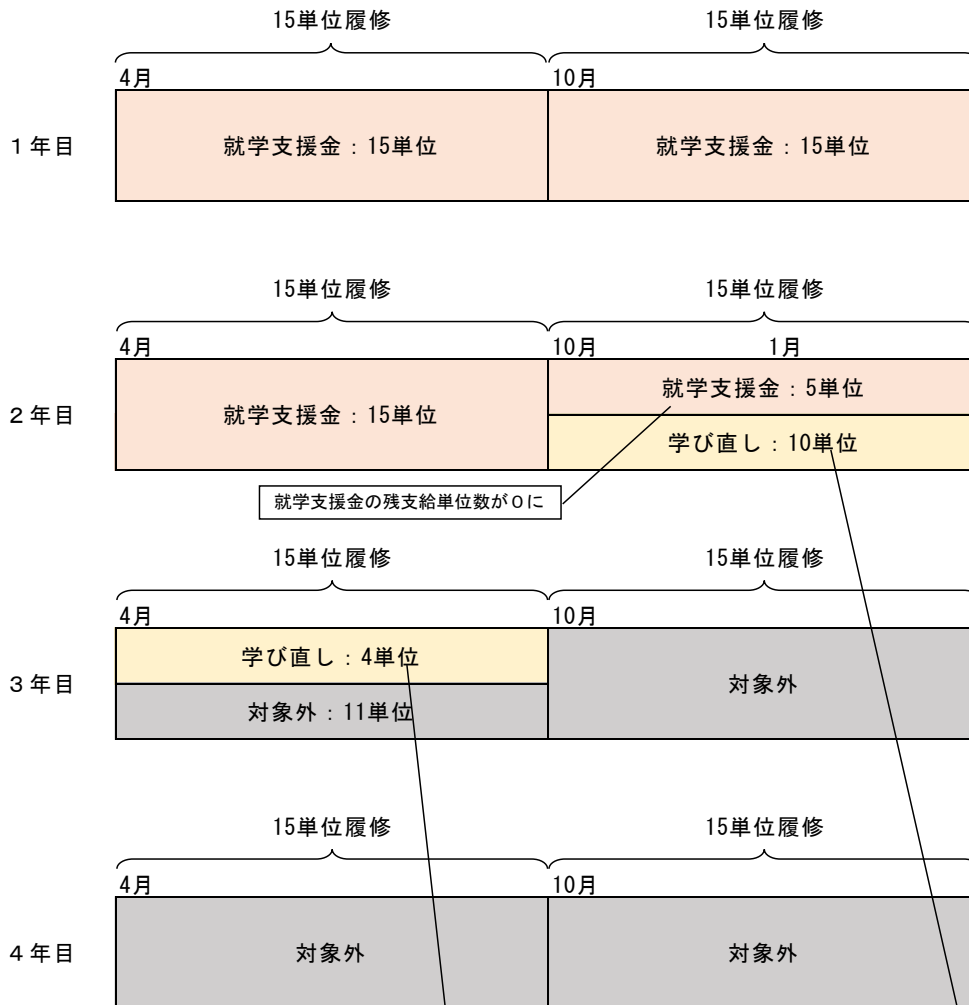 15単位履修 15単位履修
4月 10月
１年目 就学支援金：15単位 就学支援金：15単位
15単位履修 15単位履修
4月 10月 1月
２年目 就学支援金：15単位 就学支援金：5単位
学び直し：10単位
就学支援金の残支給単位数が０に
15単位履修 15単位履修
4月 10月
３年目 学び直し：4単位 対象外
対象外：11単位
15単位履修 15単位履修
4月 10月
４年目 対象外 対象外